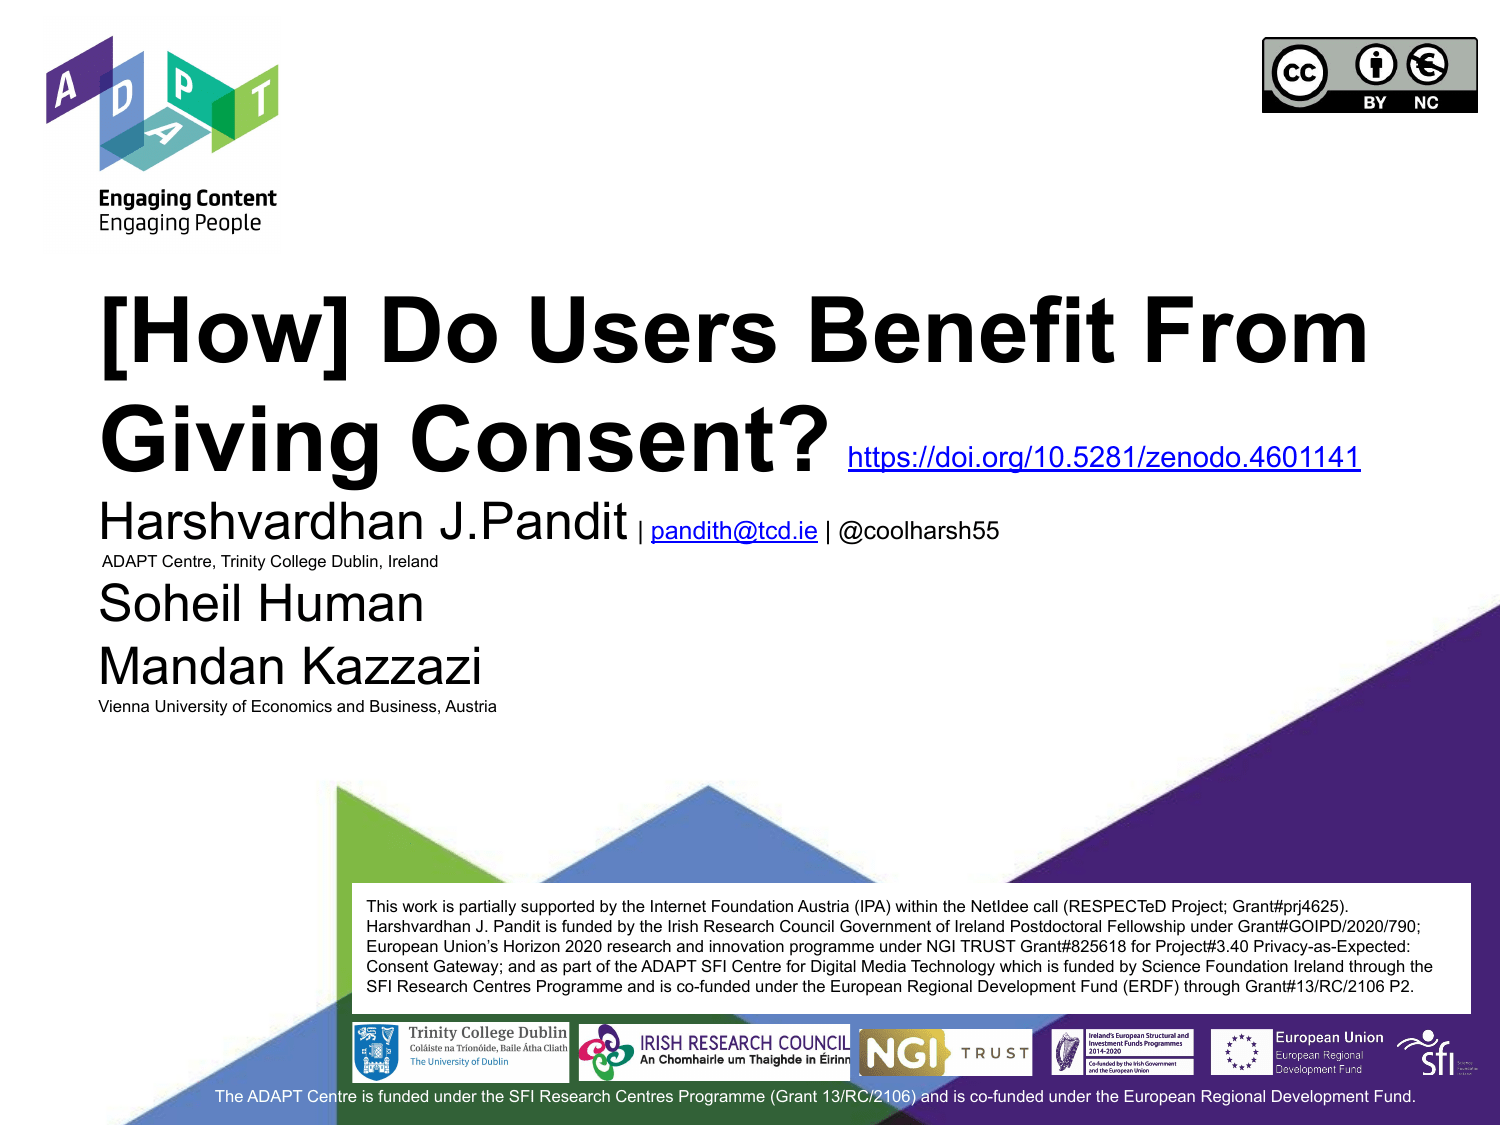 ADAPT
Engaging Content
Engaging People
cc
BY NC
[How] Do Users Benefit From
Giving Consent? https://doi.org/10.5281/zenodo.4601141
Harshvardhan J.Pandit | pandith@tcd.ie | @coolharsh55
ADAPT Centre, Trinity College Dublin, Ireland
Soheil Human
Mandan Kazzazi
Vienna University of Economics and Business, Austria
This work is partially supported by the Internet Foundation Austria (IPA) within the NetIdee call (RESPECTeD Project; Grant#prj4625).
Harshvardhan J. Pandit is funded by the Irish Research Council Government of Ireland Postdoctoral Fellowship under Grant#GOIPD/2020/790;
European Union’s Horizon 2020 research and innovation programme under NGI TRUST Grant#825618 for Project#3.40 Privacy-as-Expected:
Consent Gateway; and as part of the ADAPT SFI Centre for Digital Media Technology which is funded by Science Foundation Ireland through the
SFI Research Centres Programme and is co-funded under the European Regional Development Fund (ERDF) through Grant#13/RC/2106 P2.
Trinity College Dublin
Coláiste na Tríonóide, Baile Átha Cliath
The University of Dublin
IRISH RESEARCH COUNCIL
An Chomhairle um Thaighde in Éirinn
NGI TRUST
Ireland's European Structural and
Investment Funds Programmes
2014-2020
Co-funded by the Irish Government
and the European Union
European Union
European Regional
Development Fund
sfi
The ADAPT Centre is funded under the SFI Research Centres Programme (Grant 13/RC/2106) and is co-funded under the European Regional Development Fund.